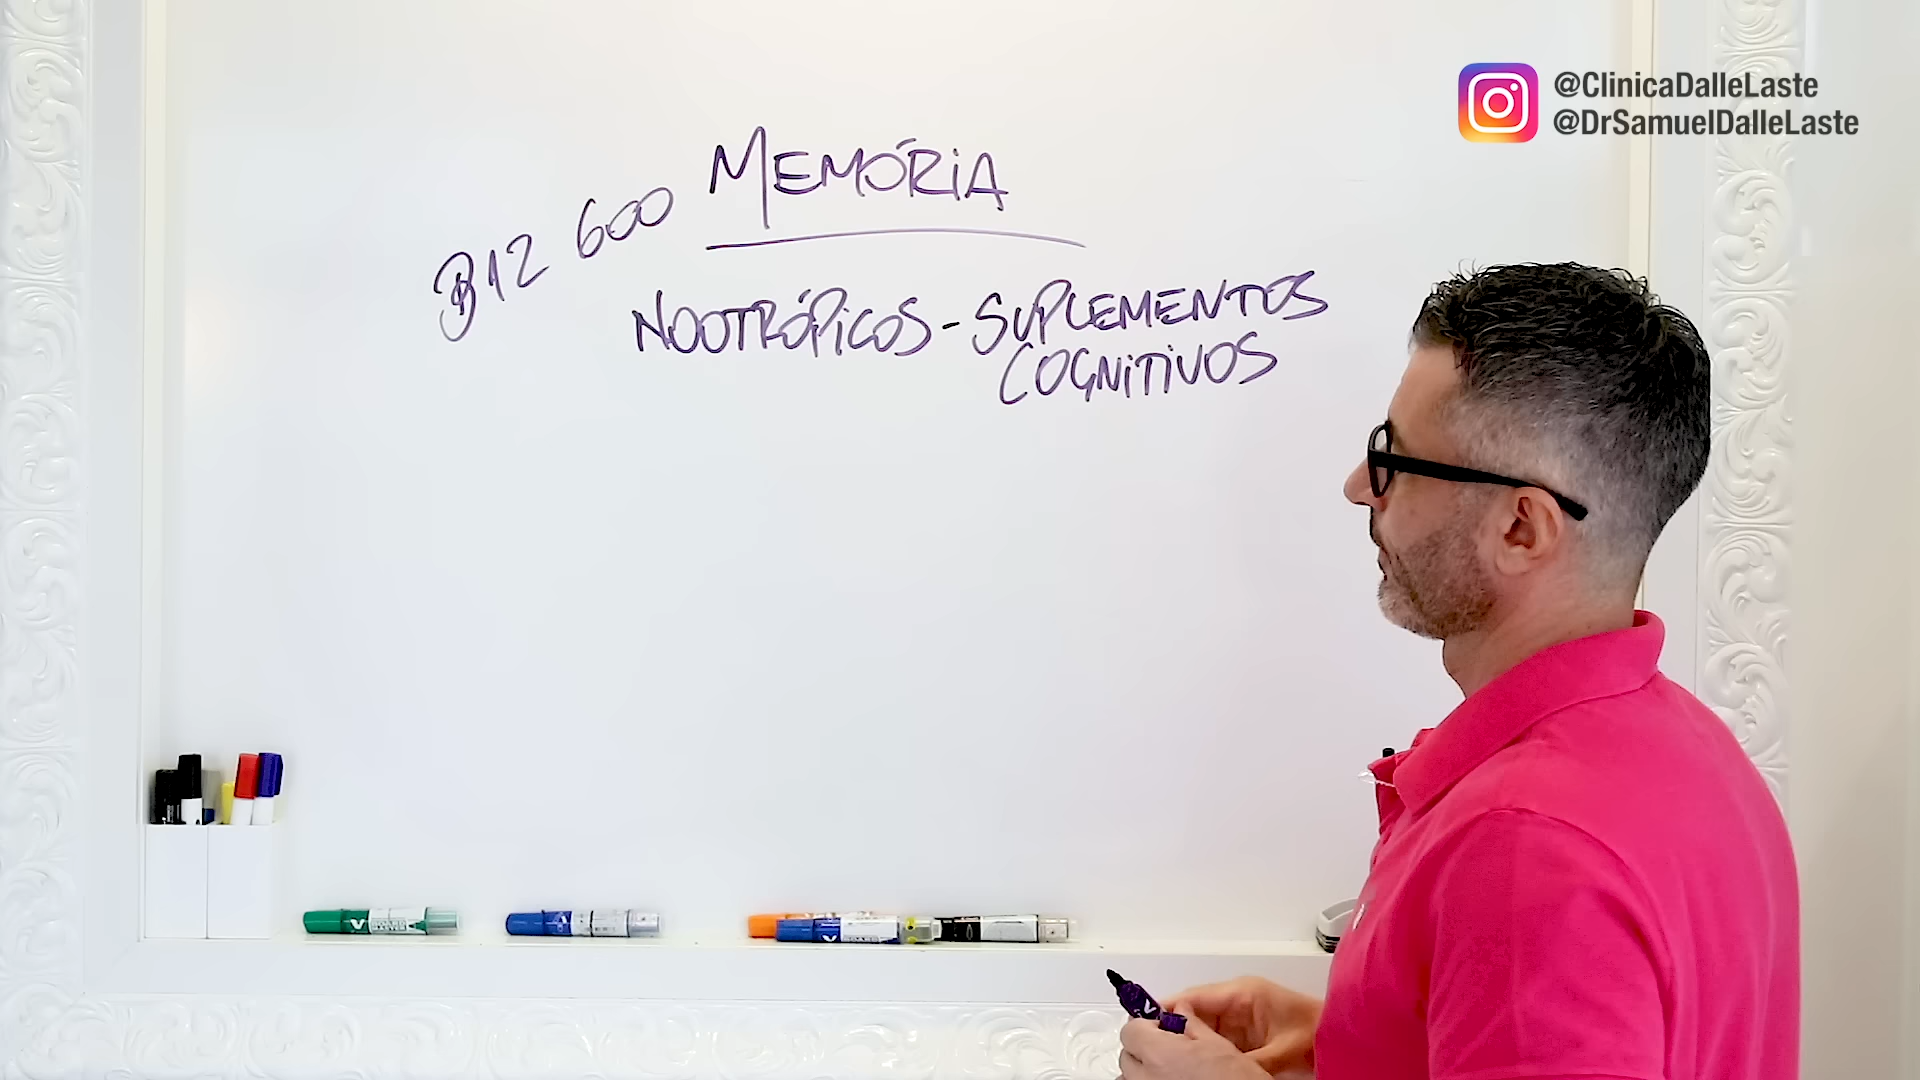 @ClinicaDalleLaste
@DrSamuelDalleLaste
MEMÓRIA
B12 600
NOOTRÓPICOS - SUPLEMENTOS
COGNITIVOS